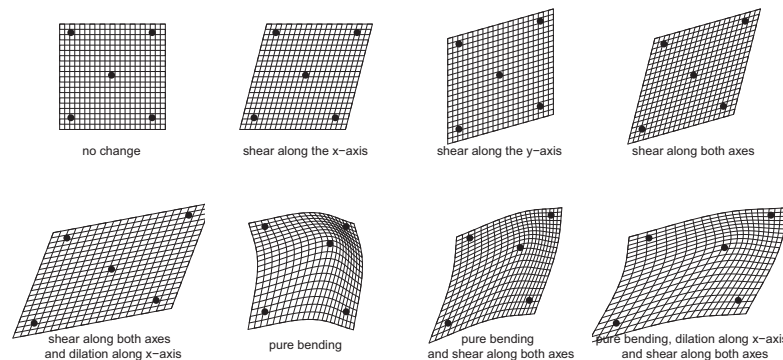 no change
shear along the x-axis
shear along the y-axis
shear along both axes
shear along both axes
and dilation along x-axis
pure bending
pure bending
and shear along both axes
pure bending, dilation along x-axi
and shear along both axes